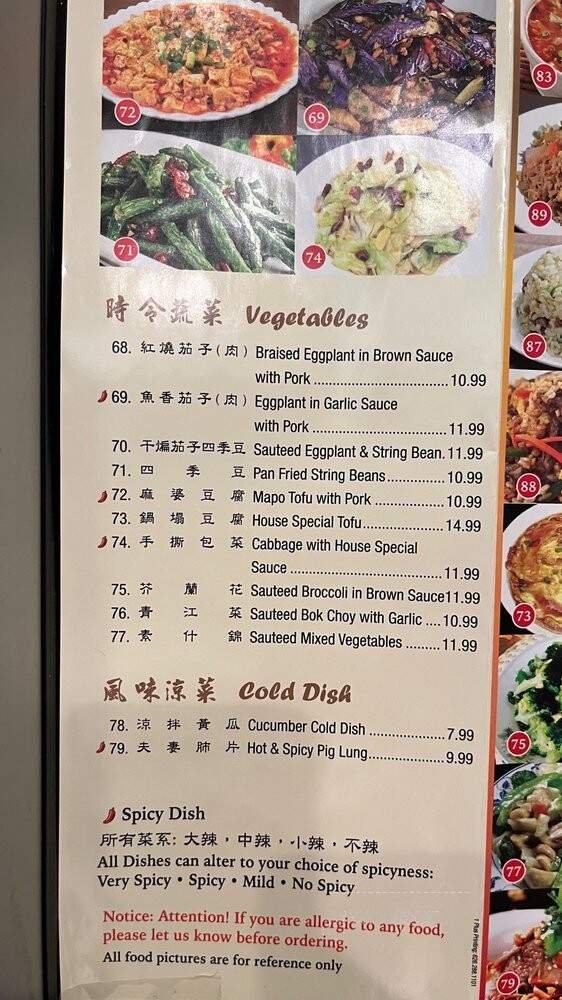 72
69
71
74
83
89
87
88
73
75
77
79
時令蔬菜 Vegetables
68. 紅燒茄子(肉) Braised Eggplant in Brown Sauce
with Pork ..............................10.99
69. 魚香茄子(肉) Eggplant in Garlic Sauce
with Pork ..............................11.99
70. 干煸茄子四季豆 Sauteed Eggplant & String Bean.11.99
71. 四季豆 Pan Fried String Beans.............10.99
72. 麻婆豆腐 Mapo Tofu with Pork ................10.99
73. 鍋塌豆腐 House Special Tofu..................14.99
74. 手撕包菜 Cabbage with House Special
Sauce ..................................11.99
75. 芥蘭花 Sauteed Broccoli in Brown Sauce11.99
76. 青江菜 Sauteed Bok Choy with Garlic ....10.99
77. 素什錦 Sauteed Mixed Vegetables ........11.99
風味涼菜 Cold Dish
78. 涼拌黃瓜 Cucumber Cold Dish .................7.99
79. 夫妻肺片 Hot & Spicy Pig Lung.................9.99
Spicy Dish
所有菜系: 大辣，中辣，小辣，不辣
All Dishes can alter to your choice of spicyness:
Very Spicy • Spicy • Mild • No Spicy
Notice: Attention! If you are allergic to any food,
please let us know before ordering.
All food pictures are for reference only
1 Plus Printing: 626.288.1101